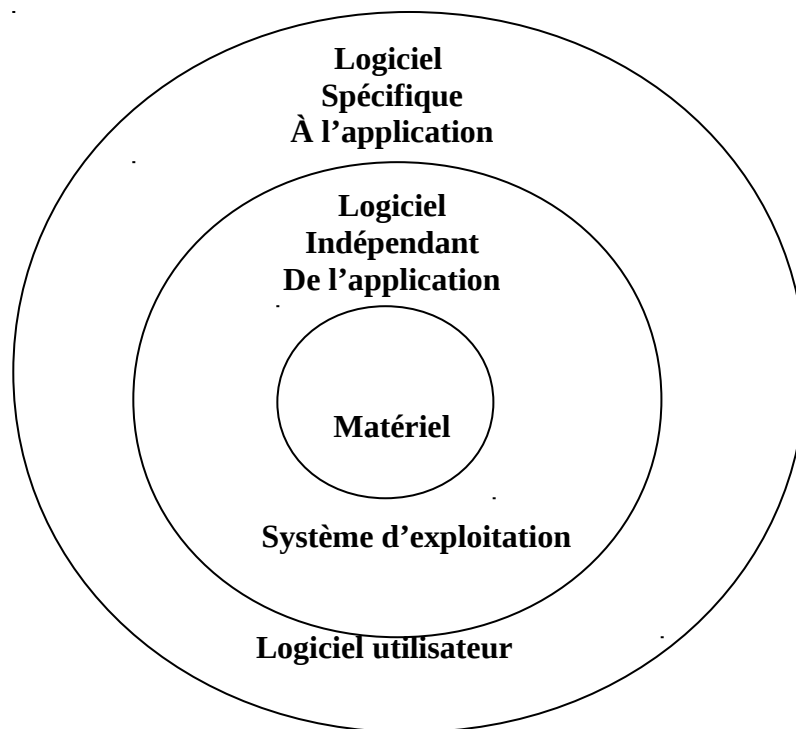 Logiciel
Spécifique
À l’application
Logiciel
Indépendant
De l’application
Matériel
Système d’exploitation
Logiciel utilisateur